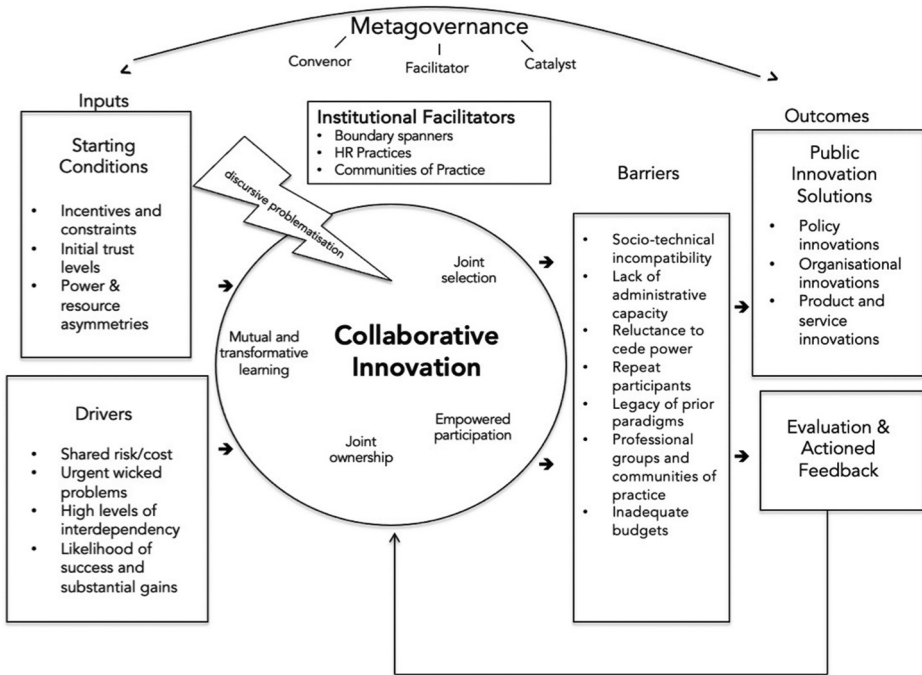 Metagovernance
Convenor
Facilitator
Catalyst
Inputs
Starting
Conditions
• Incentives and
constraints
• Initial trust
levels
• Power &
resource
asymmetries
Drivers
• Shared risk/cost
• Urgent wicked
problems
• High levels of
interdependency
• Likelihood of
success and
substantial gains
Institutional Facilitators
• Boundary spanners
• HR Practices
• Communities of Practice
discursive problematisation
Joint
selection
Mutual and
transformative
learning
Collaborative
Innovation
Empowered
participation
Joint
ownership
Barriers
• Socio-technical
incompatibility
• Lack of
administrative
capacity
• Reluctance to
cede power
• Repeat
participants
• Legacy of prior
paradigms
• Professional
groups and
communities of
practice
• Inadequate
budgets
Outcomes
Public
Innovation
Solutions
• Policy
innovations
• Organisational
innovations
• Product and
service
innovations
Evaluation &
Actioned
Feedback